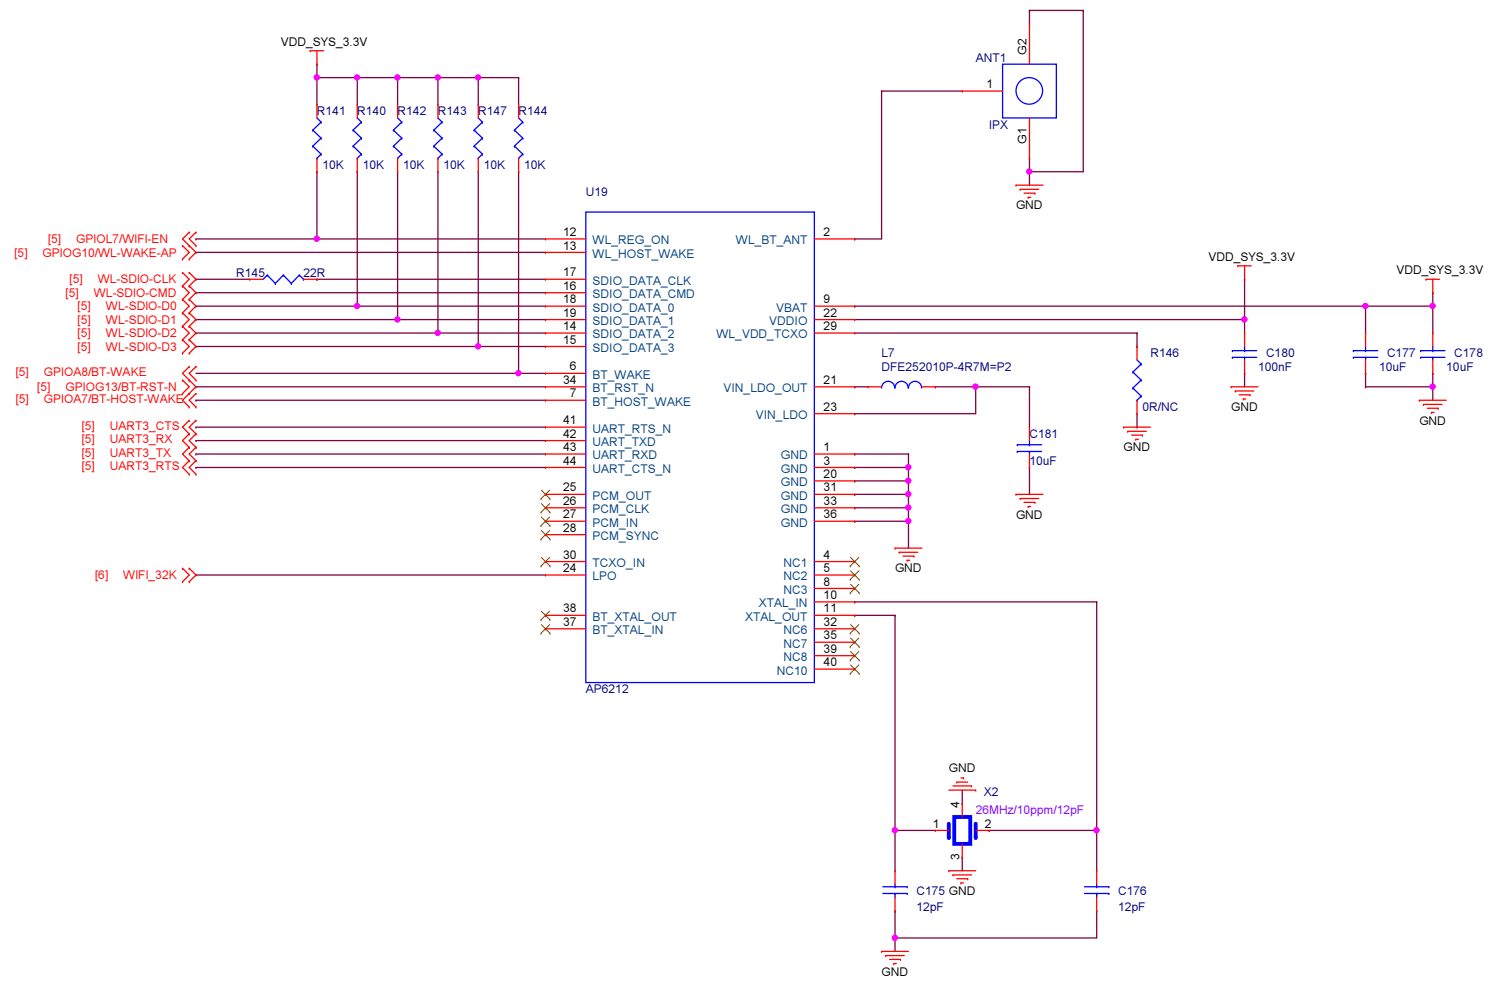 VDD_SYS_3.3V
R141 R140 R142 R143 R147 R144
10K 10K 10K 10K 10K 10K
G2
ANT1
1
IPX
G1
GND
U19
[5] GPIOL7/WIFI-EN 12 WL_REG_ON
[5] GPIOG10/WL-WAKE-AP 13 WL_HOST_WAKE
[5] WL-SDIO-CLK R145 22R 17 SDIO_DATA_CLK
[5] WL-SDIO-CMD 16 SDIO_DATA_CMD
[5] WL-SDIO-D0 18 SDIO_DATA_0
[5] WL-SDIO-D1 19 SDIO_DATA_1
[5] WL-SDIO-D2 14 SDIO_DATA_2
[5] WL-SDIO-D3 15 SDIO_DATA_3
[5] GPIOA8/BT-WAKE 6 BT_WAKE
[5] GPIOG13/BT-RST-N 34 BT_RST_N
[5] GPIOA7/BT-HOST-WAKE 7 BT_HOST_WAKE
[5] UART3_CTS 41 UART_RTS_N
[5] UART3_RX 42 UART_TXD
[5] UART3_TX 43 UART_RXD
[5] UART3_RTS 44 UART_CTS_N
25 PCM_OUT
26 PCM_CLK
27 PCM_IN
28 PCM_SYNC
30 TCXO_IN
[6] WIFI_32K 24 LPO
38 BT_XTAL_OUT
37 BT_XTAL_IN
AP6212
WL_BT_ANT 2
VBAT 9
VDDIO 22
WL_VDD_TCXO 29
VIN_LDO_OUT 21
VIN_LDO 23
GND 1
GND 3
GND 20
GND 31
GND 33
GND 36
NC1 4
NC2 5
NC3 8
XTAL_IN 10
XTAL_OUT 11
NC6 32
NC7 35
NC8 39
NC10 40
VDD_SYS_3.3V
VDD_SYS_3.3V
C180
100nF
GND
C177
10uF
C178
10uF
GND
R146
0R/NC
GND
L7
DFE252010P-4R7M=P2
C181
10uF
GND
GND
GND
X2
26MHz/10ppm/12pF
4
1 2
3
GND
C175
12pF
C176
12pF
GND